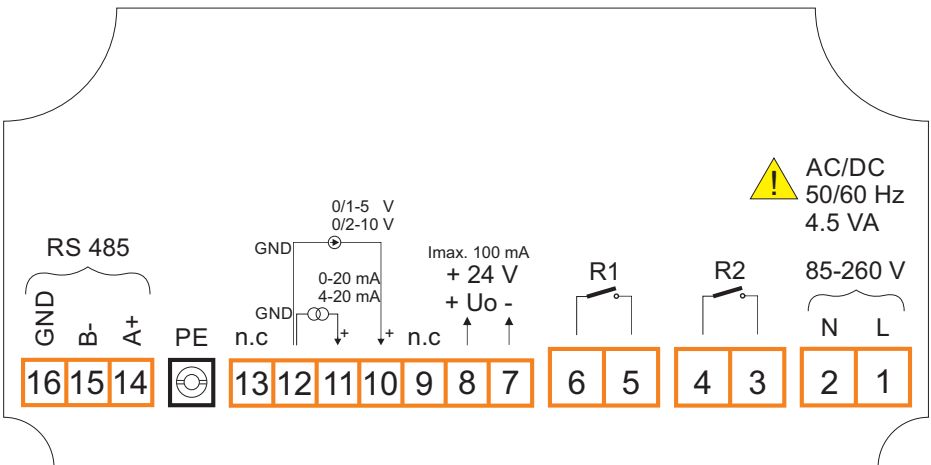 AC/DC
50/60 Hz
4.5 VA
!
0/1-5 V
0/2-10 V
GND
RS 485
Imax. 100 mA
+ 24 V
+ Uo -
R1
R2
85-260 V
0-20 mA
4-20 mA
GND
GND
B-
A+
PE
n.c
+
+
n.c
N
L
16 15 14
13 12 11 10 9 8 7
6 5
4 3
2 1